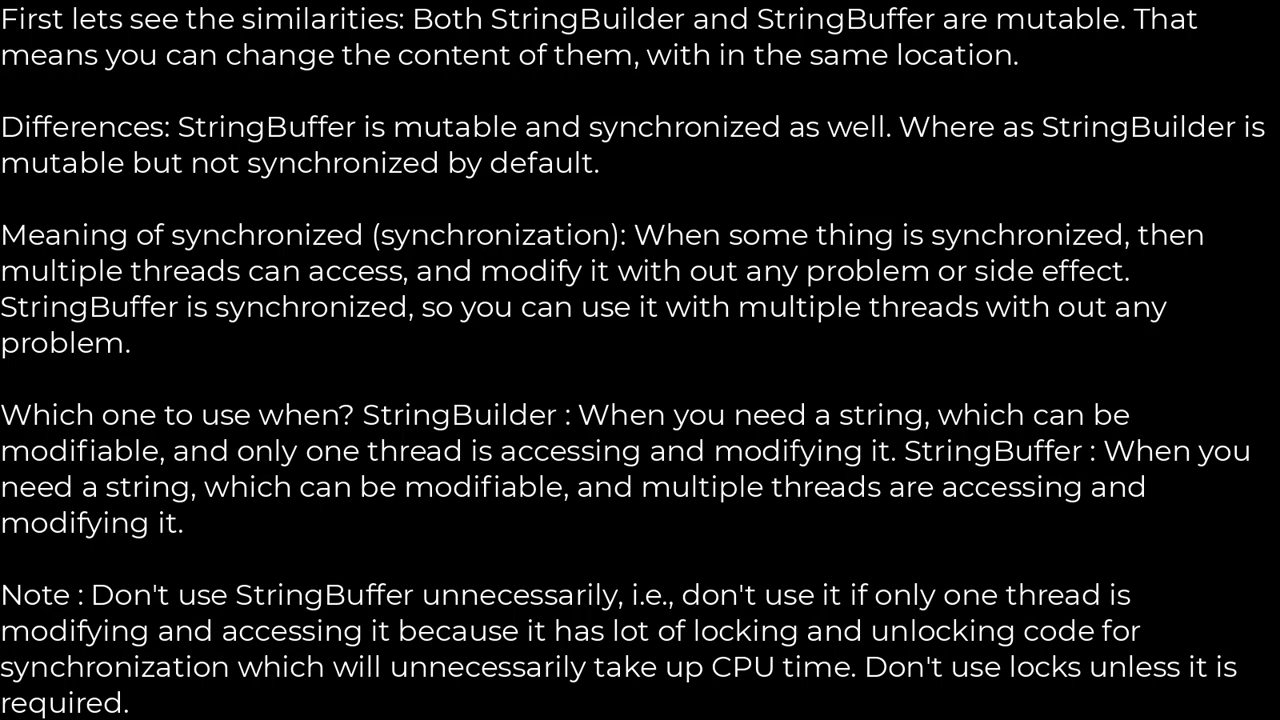 First lets see the similarities: Both StringBuilder and StringBuffer are mutable. That
means you can change the content of them, with in the same location.
Differences: StringBuffer is mutable and synchronized as well. Where as StringBuilder is
mutable but not synchronized by default.
Meaning of synchronized (synchronization): When some thing is synchronized, then
multiple threads can access, and modify it with out any problem or side effect.
StringBuffer is synchronized, so you can use it with multiple threads with out any
problem.
Which one to use when? StringBuilder : When you need a string, which can be
modifiable, and only one thread is accessing and modifying it. StringBuffer : When you
need a string, which can be modifiable, and multiple threads are accessing and
modifying it.
Note : Don't use StringBuffer unnecessarily, i.e., don't use it if only one thread is
modifying and accessing it because it has lot of locking and unlocking code for
synchronization which will unnecessarily take up CPU time. Don't use locks unless it is
required.